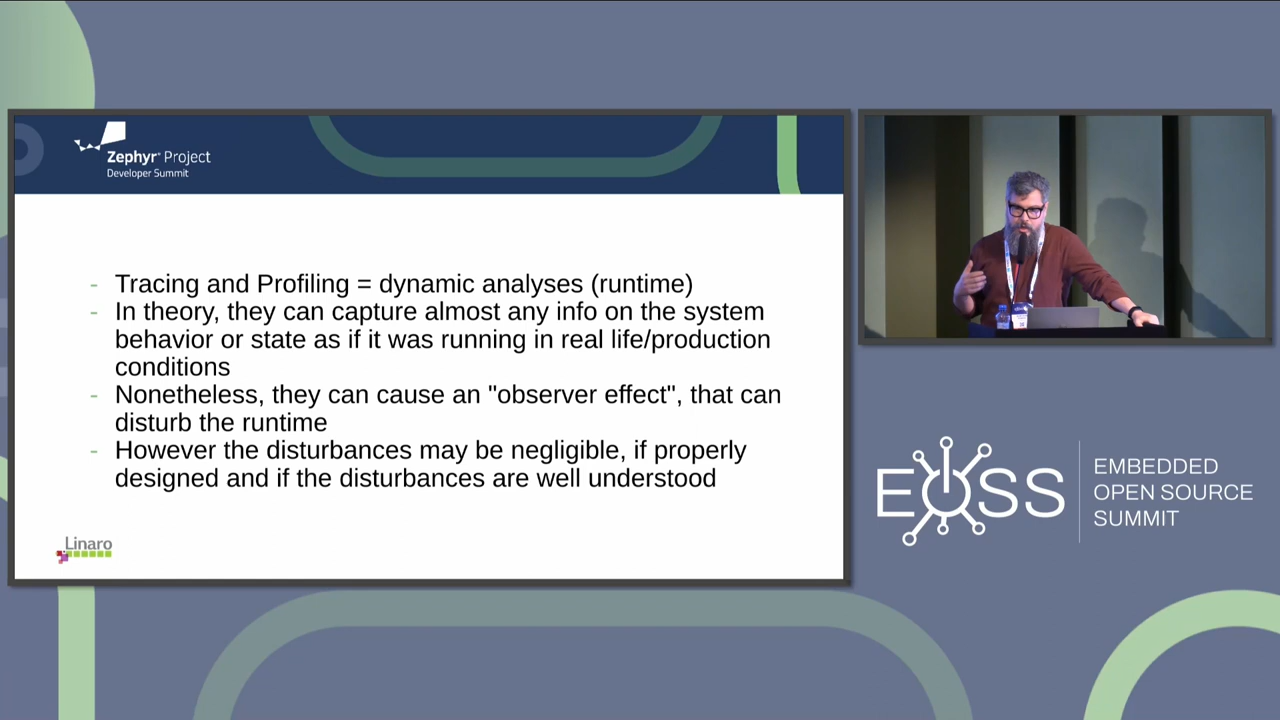 Zephyr® Project
Developer Summit
- Tracing and Profiling = dynamic analyses (runtime)
- In theory, they can capture almost any info on the system
behavior or state as if it was running in real life/production
conditions
- Nonetheless, they can cause an "observer effect", that can
disturb the runtime
- However the disturbances may be negligible, if properly
designed and if the disturbances are well understood
Linaro
EOSS
EMBEDDED
OPEN SOURCE
SUMMIT